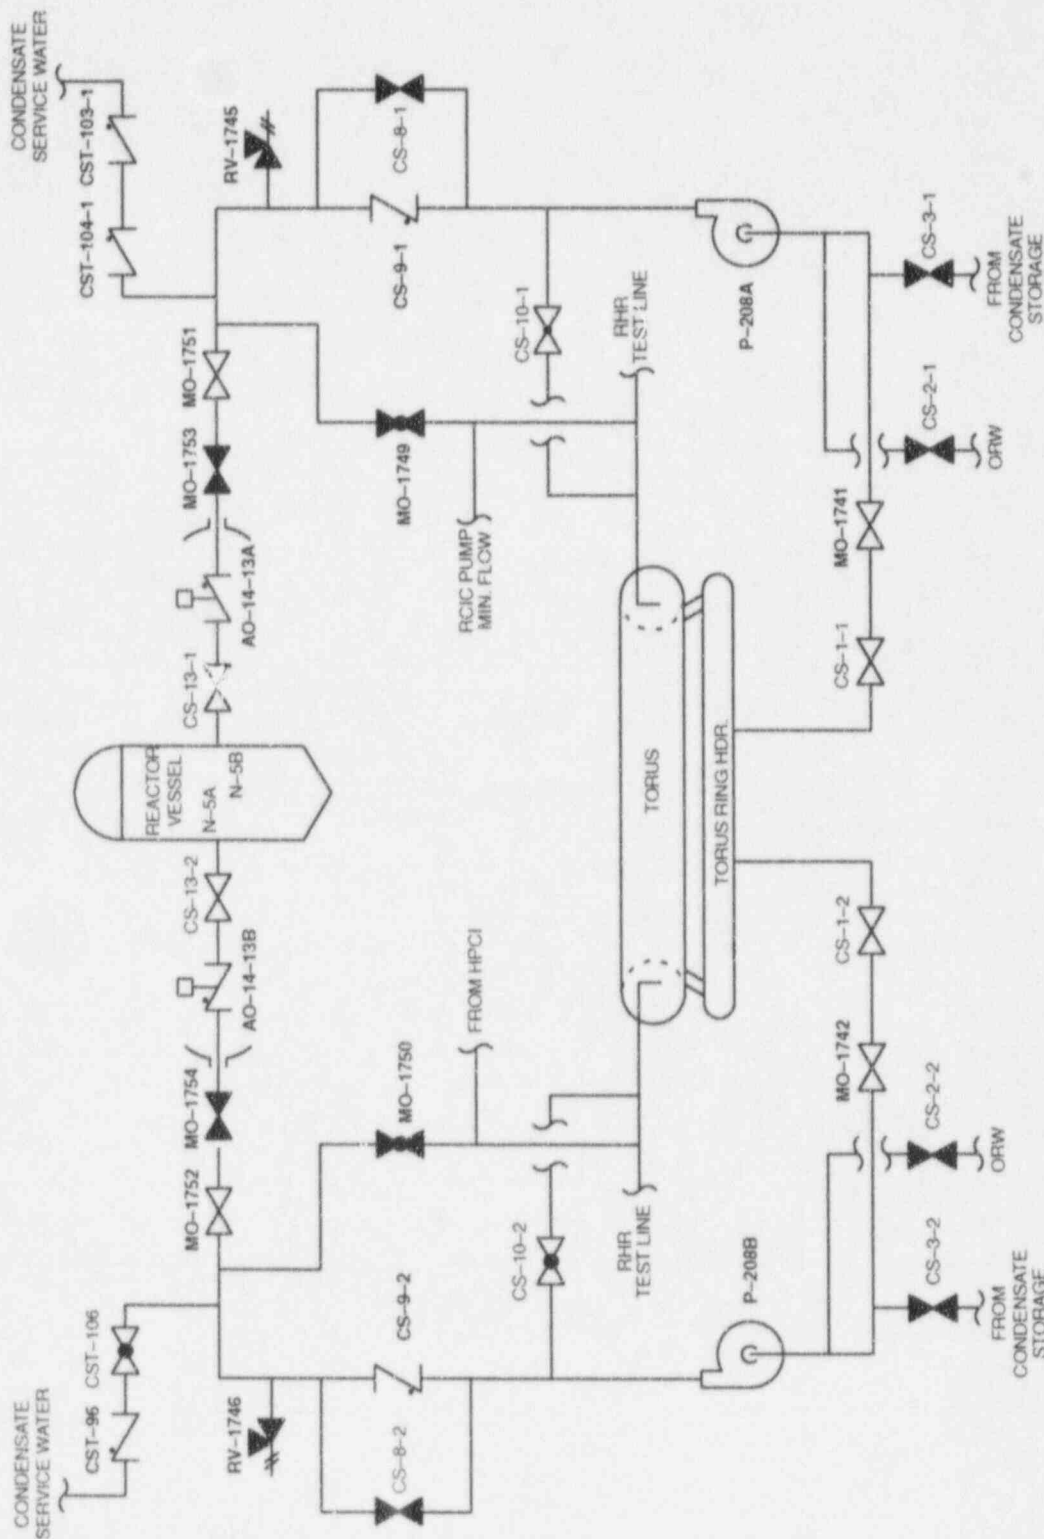 CONDENSATE
SERVICE WATER
CST-95
CST-106
RV-1746
CS-8-2
CS-9-2
MO-1752
MO-1754
AO-14-13B
CS-13-2
REACTOR
VESSEL
N-5A
N-5B
CS-13-1
AO-14-13A
MO-1753
MO-1751
CST-104-1
CST-103-1
CONDENSATE
SERVICE WATER
RV-1745
CS-8-1
CS-9-1
MO-1750
FROM HPCI
MO-1749
RCIC PUMP
MIN. FLOW
CS-10-2
RHR
TEST LINE
CS-10-1
RHR
TEST LINE
TORUS
TORUS RING HDR.
P-208B
P-208A
MO-1742
CS-1-2
CS-1-1
MO-1741
CS-3-2
FROM
CONDENSATE
STORAGE
CS-2-2
ORW
CS-2-1
ORW
CS-3-1
FROM
CONDENSATE
STORAGE